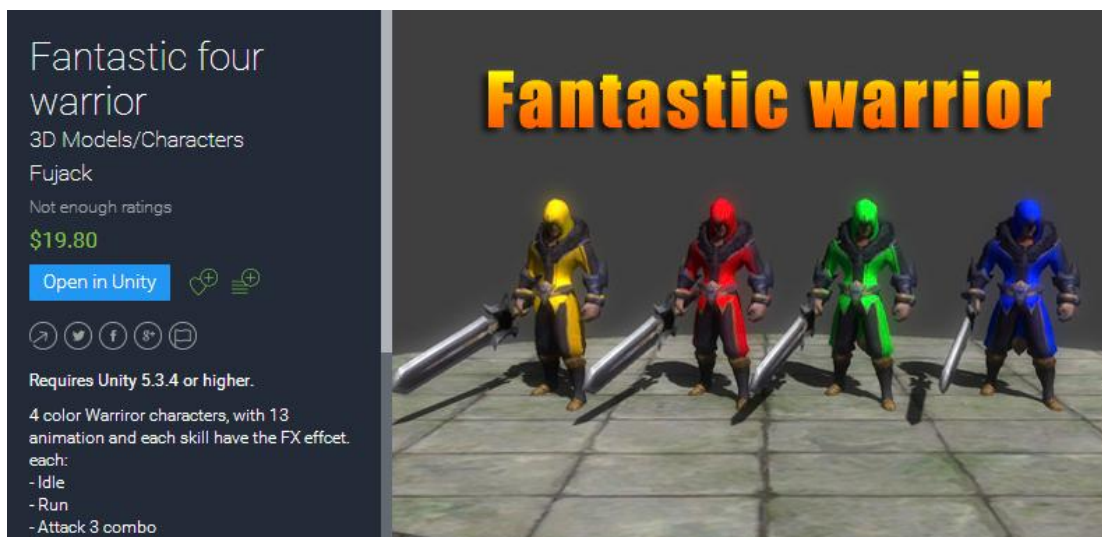 Fantastic four
warrior
3D Models/Characters
Fujack
Not enough ratings
$19.80
Open in Unity
Requires Unity 5.3.4 or higher.
4 color Warriror characters, with 13
animation and each skill have the FX effcet.
each:
- Idle
- Run
- Attack 3 combo
Fantastic warrior